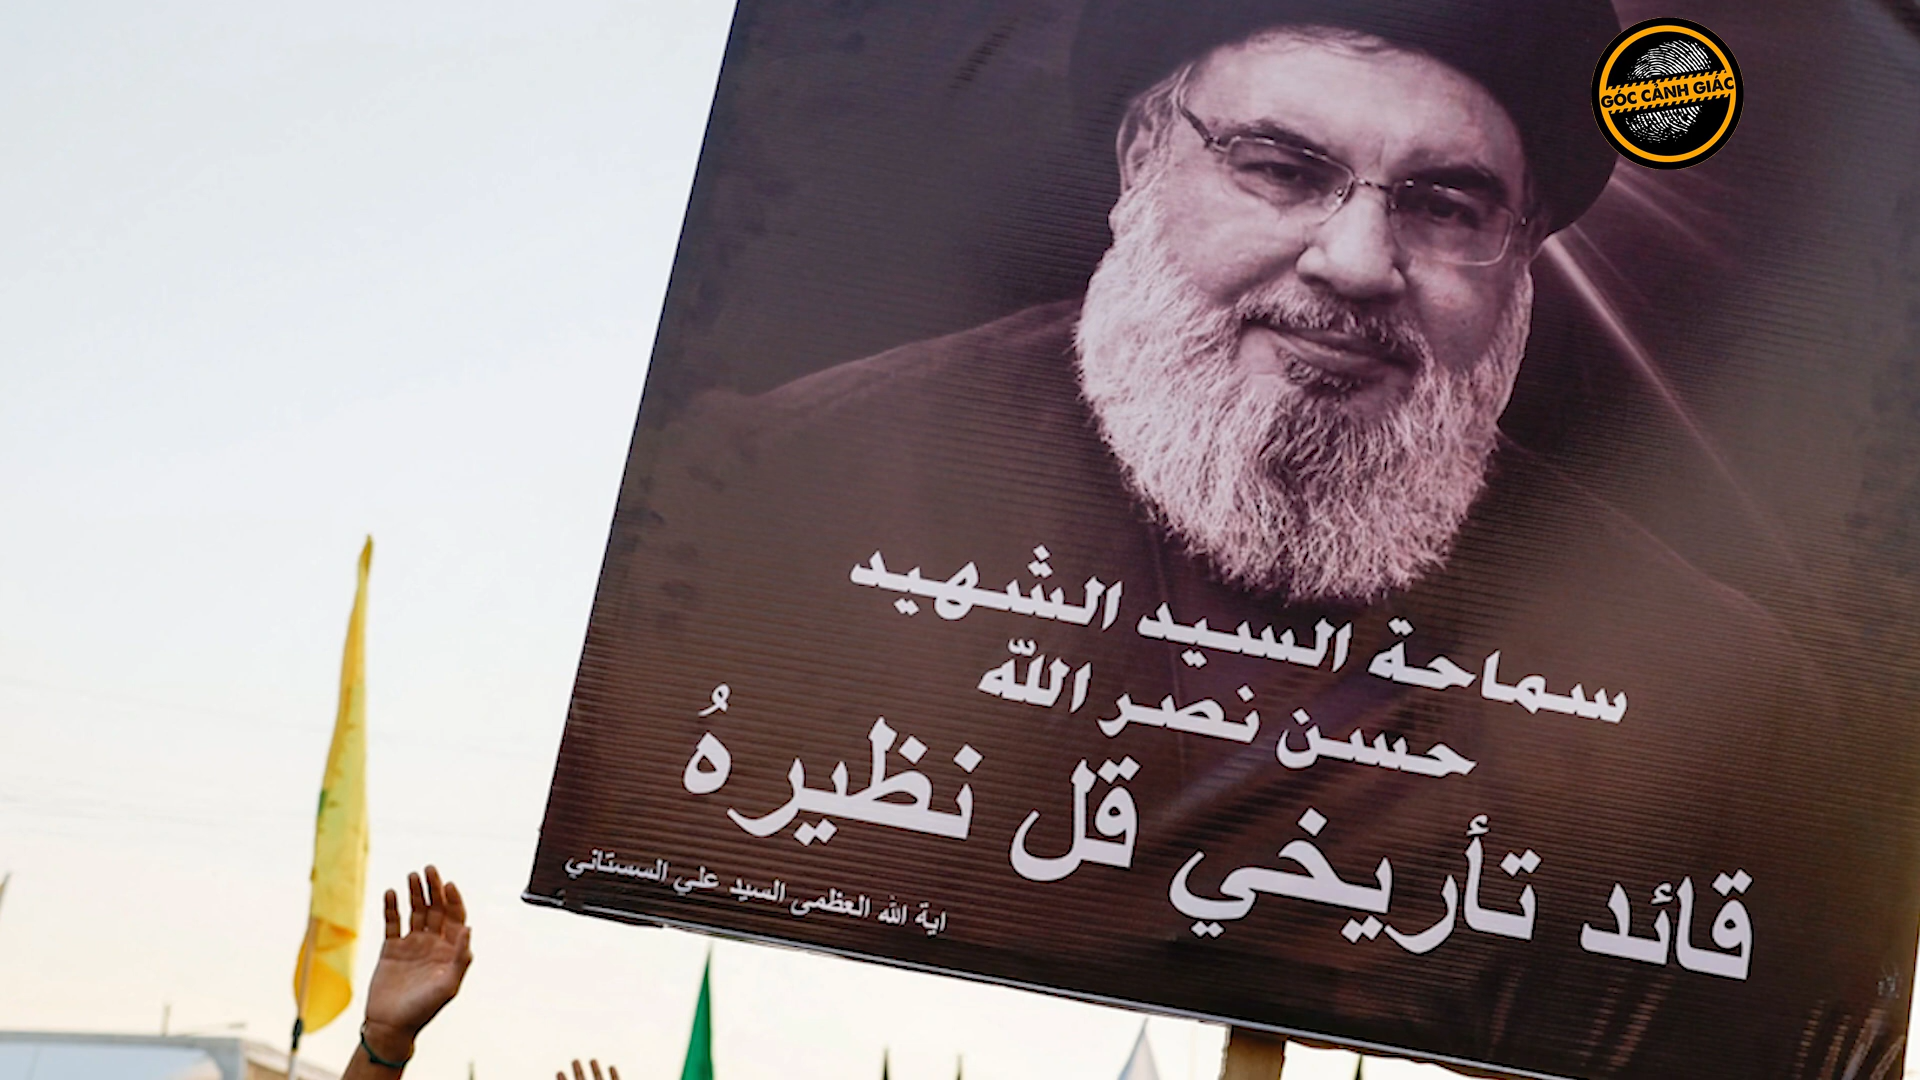 GÓC CẢNH GIÁC
سماحة السيد الشهيد
حسن نصر الله
قائد تأريخي قل نظيرهُ
اية الله العظمى السيد علي السستاني